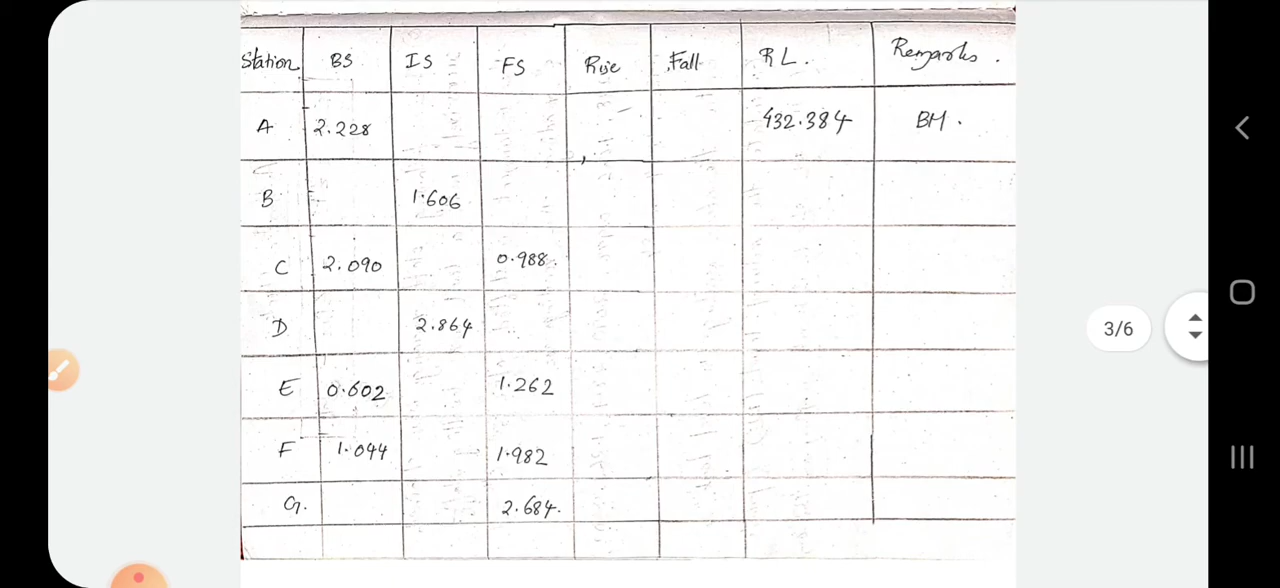 Station BS IS FS Rise Fall RL. Remarks.
A 2.228 432.384 BM.
B 1.606
C 2.090 0.988.
D 2.864
E 0.602 1.262
F 1.044 1.982
G. 2.684.
3/6